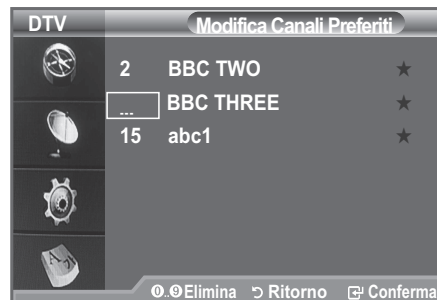 DTV Modifica Canali Preferiti
2 BBC TWO ★
... BBC THREE ★
15 abc1 ★
0..9 Elimina Ritorno Conferma